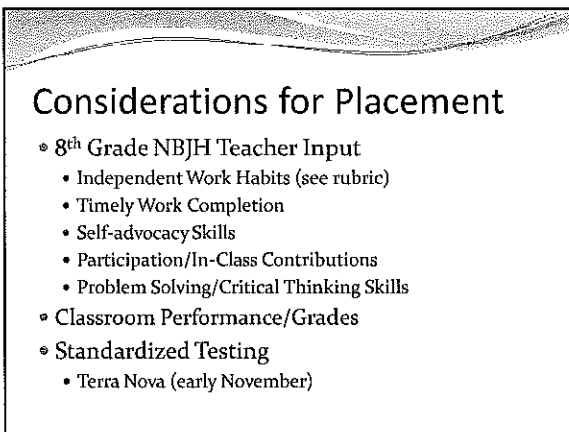 Considerations for Placement
• 8th Grade NBJH Teacher Input
• Independent Work Habits (see rubric)
• Timely Work Completion
• Self-advocacy Skills
• Participation/In-Class Contributions
• Problem Solving/Critical Thinking Skills
• Classroom Performance/Grades
• Standardized Testing
• Terra Nova (early November)